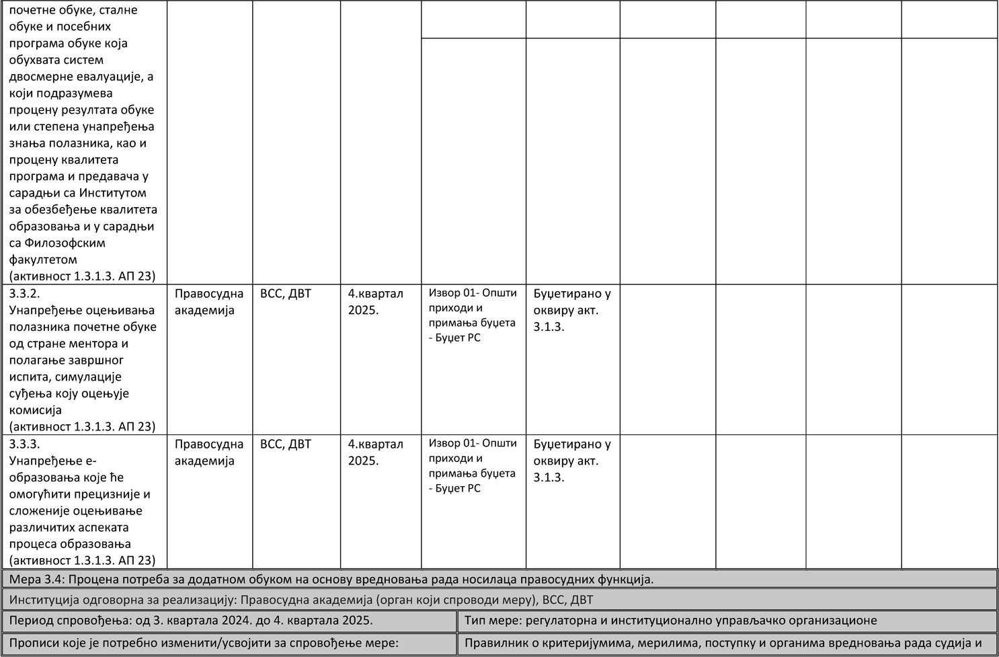 почетне обуке, сталне
обуке и посебних
програма обуке која
обухвата систем
двосмерне евалуације, а
који подразумева
процену резултата обуке
или степена унапређења
знања полазника, као и
процену квалитета
програма и предавача у
сарадњи са Институтом
за обезбеђење квалитета
образовања и у сарадњи
са Филозофским
факултетом
(активност 1.3.1.3. АП 23)
3.3.2.
Унапређење оцењивања
полазника почетне обуке
од стране ментора и
полагање завршног
испита, симулације
суђења коју оцењује
комисија
(активност 1.3.1.3. АП 23)
Правосудна
академија
ВСС, ДВТ
4.квартал
2025.
Извор 01- Општи
приходи и
примања буџета
- Буџет РС
Буџетирано у
оквиру акт.
3.1.3.
3.3.3.
Унапређење е-
образовања које ће
омогућити прецизније и
сложеније оцењивање
различитих аспеката
процеса образовања
(активност 1.3.1.3. АП 23)
Правосудна
академија
ВСС, ДВТ
4.квартал
2025.
Извор 01- Општи
приходи и
примања буџета
- Буџет РС
Буџетирано у
оквиру акт.
3.1.3.
Мера 3.4: Процена потреба за додатном обуком на основу вредновања рада носилаца правосудних функција.
Институција одговорна за реализацију: Правосудна академија (орган који спроводи меру), ВСС, ДВТ
Период спровођења: од 3. квартала 2024. до 4. квартала 2025.
Тип мере: регулаторна и институционално управљачко организационе
Прописи које је потребно изменити/усвојити за спровођење мере:
Правилник о критеријумима, мерилима, поступку и органима вредновања рада судија и